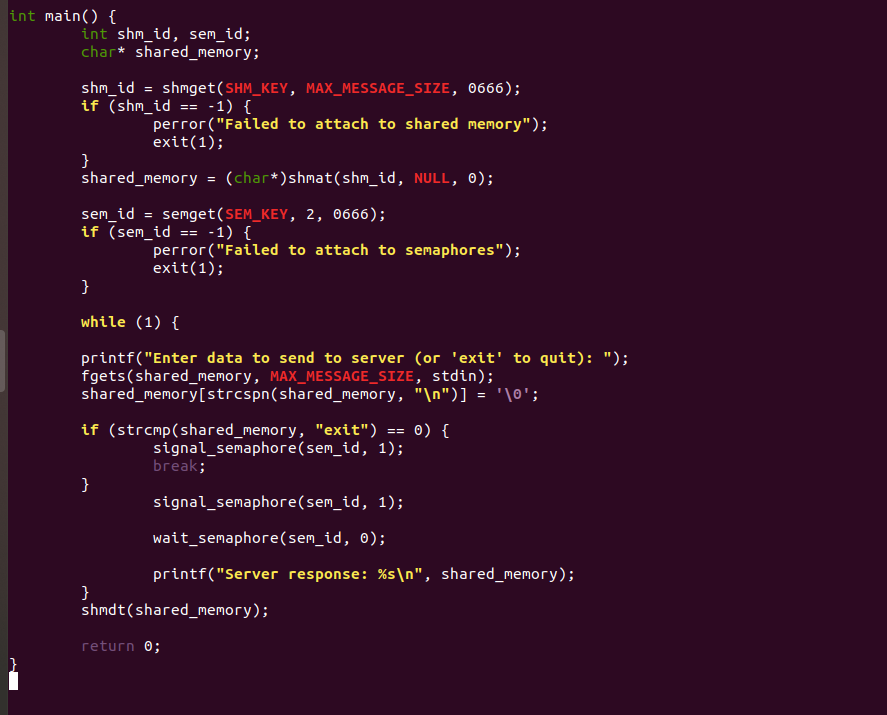 int main() {
        int shm_id, sem_id;
        char* shared_memory;

        shm_id = shmget(SHM_KEY, MAX_MESSAGE_SIZE, 0666);
        if (shm_id == -1) {
                perror("Failed to attach to shared memory");
                exit(1);
        }
        shared_memory = (char*)shmat(shm_id, NULL, 0);

        sem_id = semget(SEM_KEY, 2, 0666);
        if (sem_id == -1) {
                perror("Failed to attach to semaphores");
                exit(1);
        }

        while (1) {

        printf("Enter data to send to server (or 'exit' to quit): ");
        fgets(shared_memory, MAX_MESSAGE_SIZE, stdin);
        shared_memory[strcspn(shared_memory, "\n")] = '\0';

        if (strcmp(shared_memory, "exit") == 0) {
                signal_semaphore(sem_id, 1);
                break;
        }
                signal_semaphore(sem_id, 1);

                wait_semaphore(sem_id, 0);

                printf("Server response: %s\n", shared_memory);
        }
        shmdt(shared_memory);

        return 0;
}